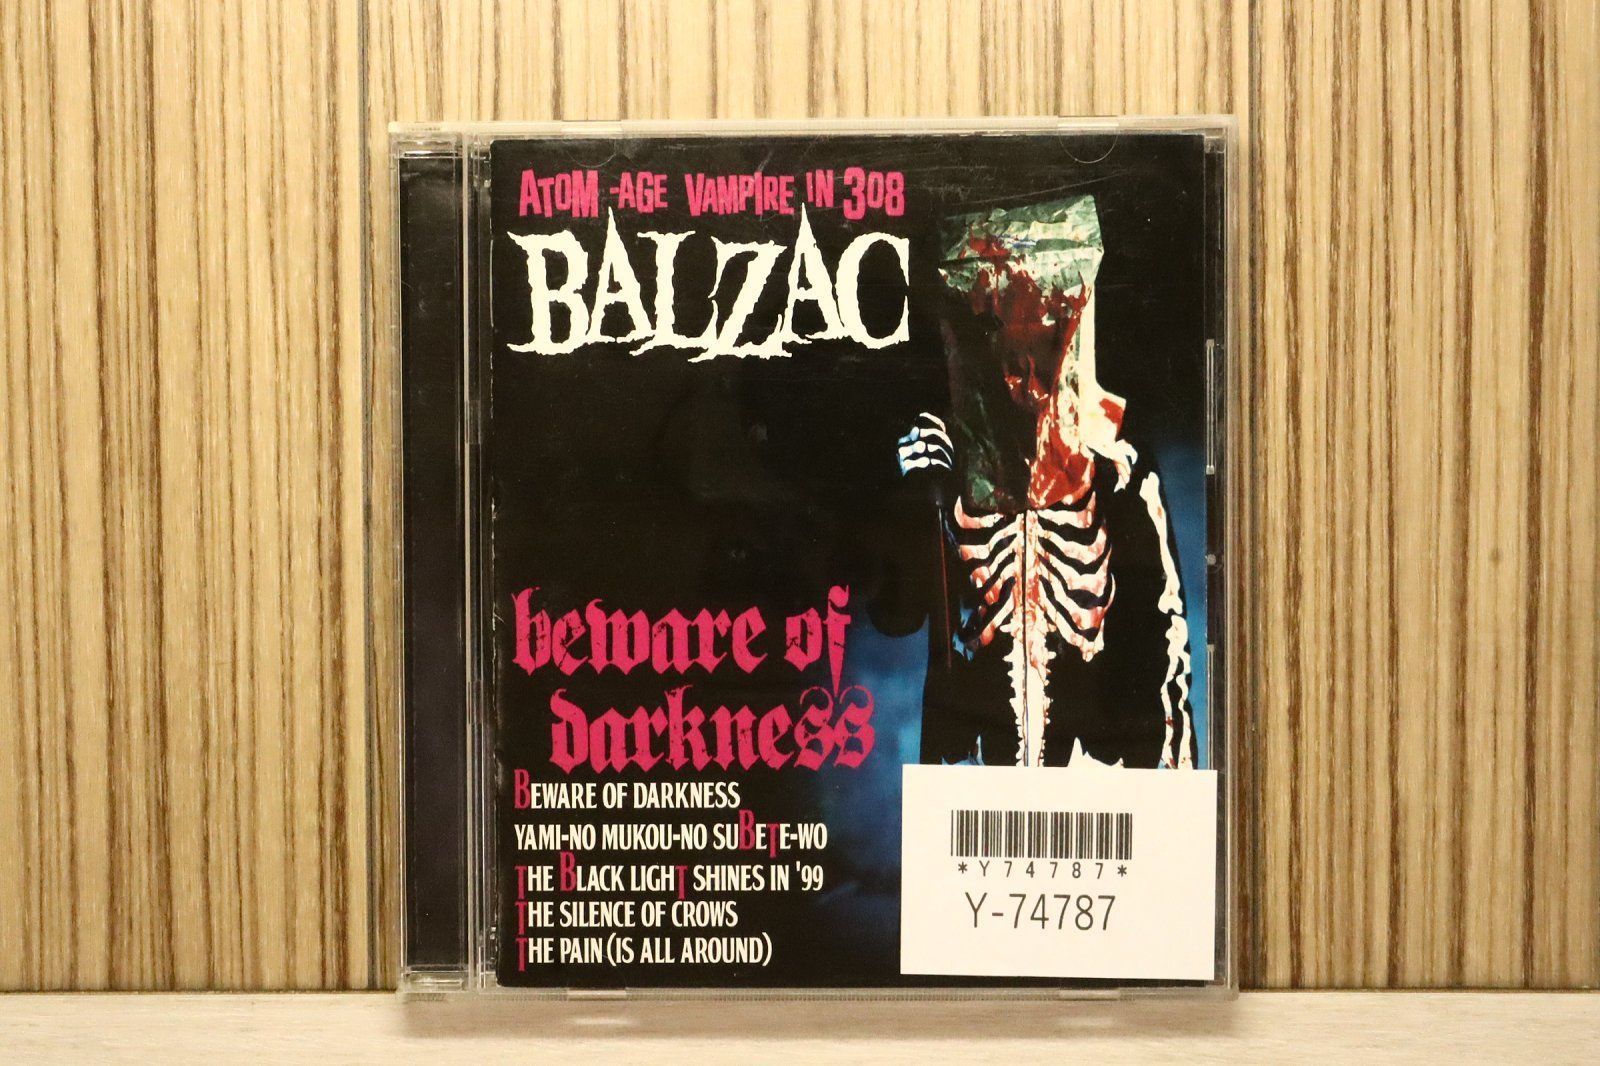 ATOM-AGE VAMPIRE IN 308
BALZAC
beware of
darkness
BEWARE OF DARKNESS
YAMI-NO MUKOU-NO SUBETE-WO
THE BLACK LIGHT SHINES IN '99
THE SILENCE OF CROWS
THE PAIN (IS ALL AROUND)
*Y74787*
Y-74787